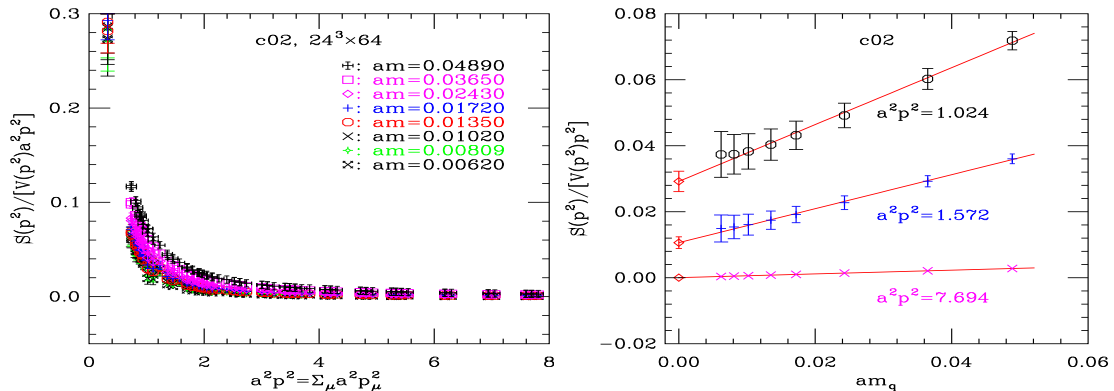 c02, 24³×64
: am=0.04890
: am=0.03650
: am=0.02430
: am=0.01720
: am=0.01350
: am=0.01020
: am=0.00809
: am=0.00620
S(p²)/[V(p²)a²p²]
0.3
0.2
0.1
0.0
0 2 4 6 8
a²p²=Σμa²p²μ
c02
a²p²=1.024
a²p²=1.572
a²p²=7.694
S(p²)/[V(p²)p²]
0.08
0.06
0.04
0.02
0.00
−0.02
0.00 0.02 0.04 0.06
am_q